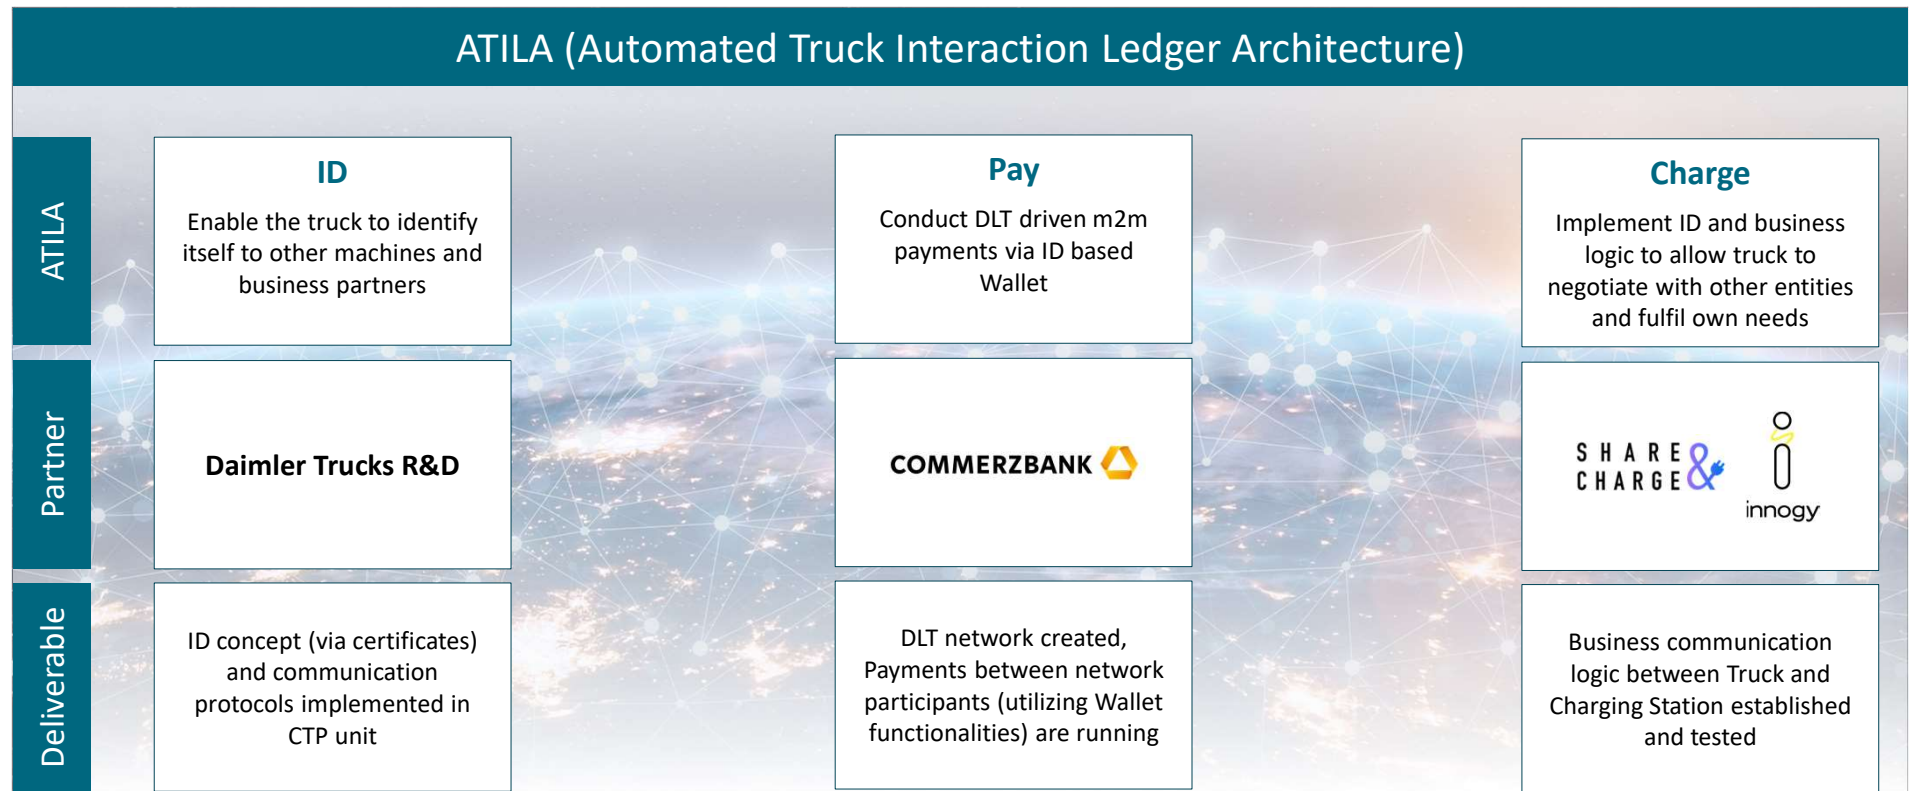 ATILA (Automated Truck Interaction Ledger Architecture)
ATILA
ID
Enable the truck to identify
itself to other machines and
business partners
Pay
Conduct DLT driven m2m
payments via ID based
Wallet
Charge
Implement ID and business
logic to allow truck to
negotiate with other entities
and fulfil own needs
Partner
Daimler Trucks R&D
COMMERZBANK
SHARE &
CHARGE
innogy
Deliverable
ID concept (via certificates)
and communication
protocols implemented in
CTP unit
DLT network created,
Payments between network
participants (utilizing Wallet
functionalities) are running
Business communication
logic between Truck and
Charging Station established
and tested